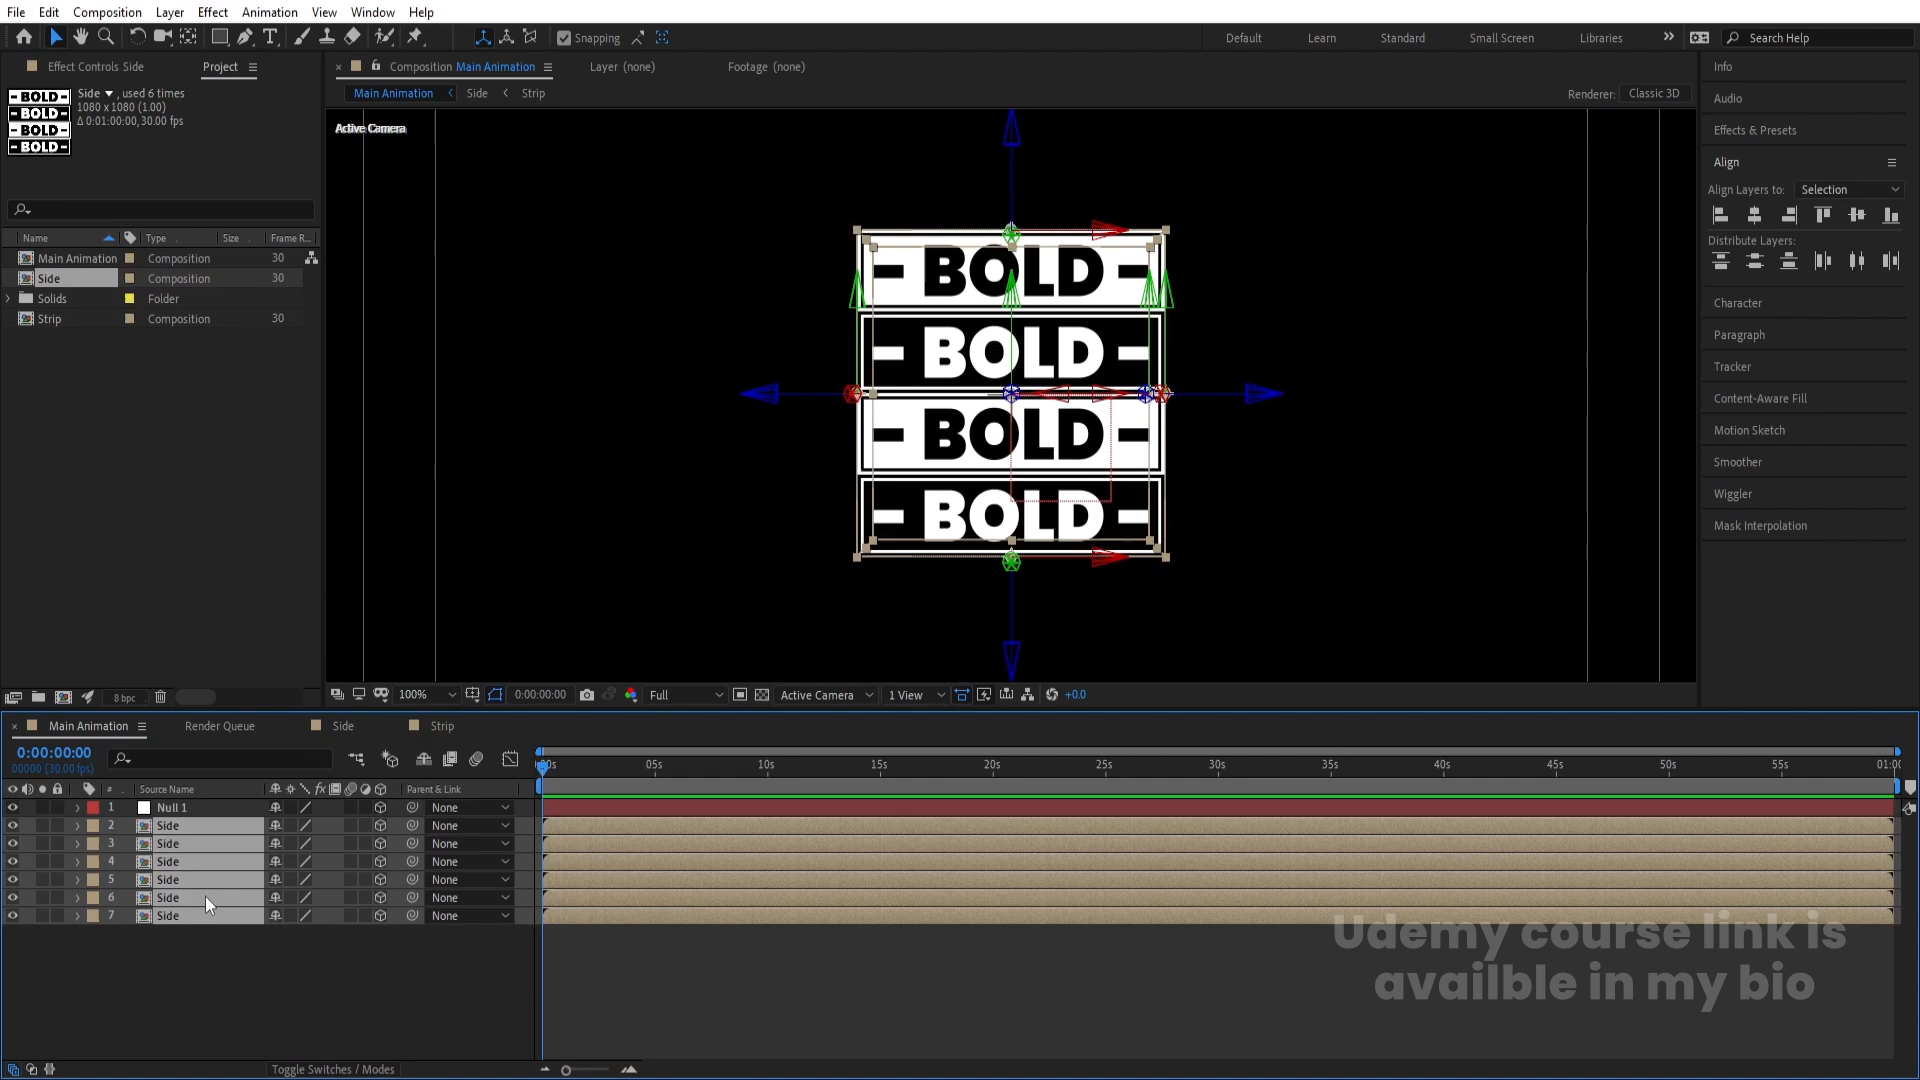 File Edit Composition Layer Effect Animation View Window Help
Snapping
Default Learn Standard Small Screen Libraries Search Help
Effect Controls Side Project
Side , used 6 times
1080 x 1080 (1.00)
Δ 0:01:00:00, 30.00 fps
- BOLD -
- BOLD -
- BOLD -
- BOLD -
Name Type Size Frame R...
Main Animation Composition 30
Side Composition 30
Solids Folder
Strip Composition 30
8 bpc
Composition Main Animation Layer (none) Footage (none)
Main Animation Side Strip
Renderer: Classic 3D
Active Camera
- BOLD -
- BOLD -
- BOLD -
- BOLD -
100% 0:00:00:00 Full Active Camera 1 View +0.0
Info
Audio
Effects & Presets
Align
Align Layers to: Selection
Distribute Layers:
Character
Paragraph
Tracker
Content-Aware Fill
Motion Sketch
Smoother
Wiggler
Mask Interpolation
Main Animation Render Queue Side Strip
0:00:00:00
00000 (30.00 fps)
05s 10s 15s 20s 25s 30s 35s 40s 45s 50s 55s
# Source Name fx Parent & Link
1 Null 1 None
2 Side None
3 Side None
4 Side None
5 Side None
6 Side None
7 Side None
Toggle Switches / Modes
Udemy course link is
availble in my bio